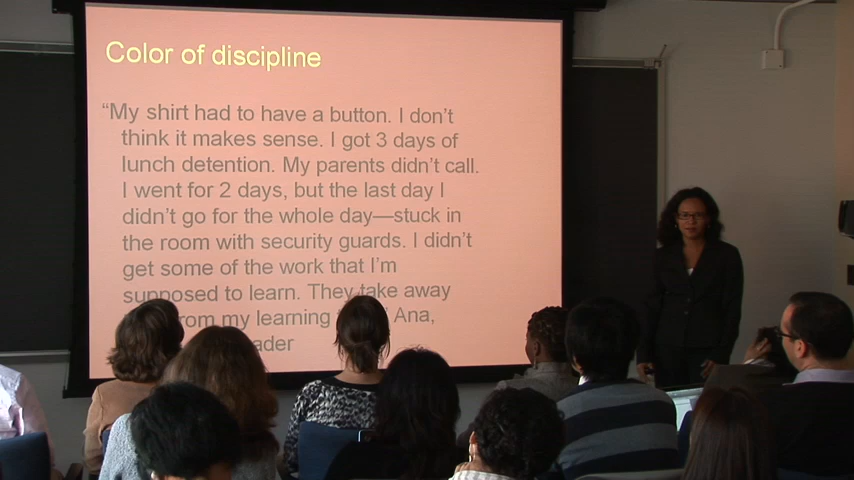 Color of discipline
“My shirt had to have a button. I don’t
think it makes sense. I got 3 days of
lunch detention. My parents didn’t call.
I went for 2 days, but the last day I
didn’t go for the whole day—stuck in
the room with security guards. I didn’t
get some of the work that I’m
supposed to learn. They take away
from my learning Ana,